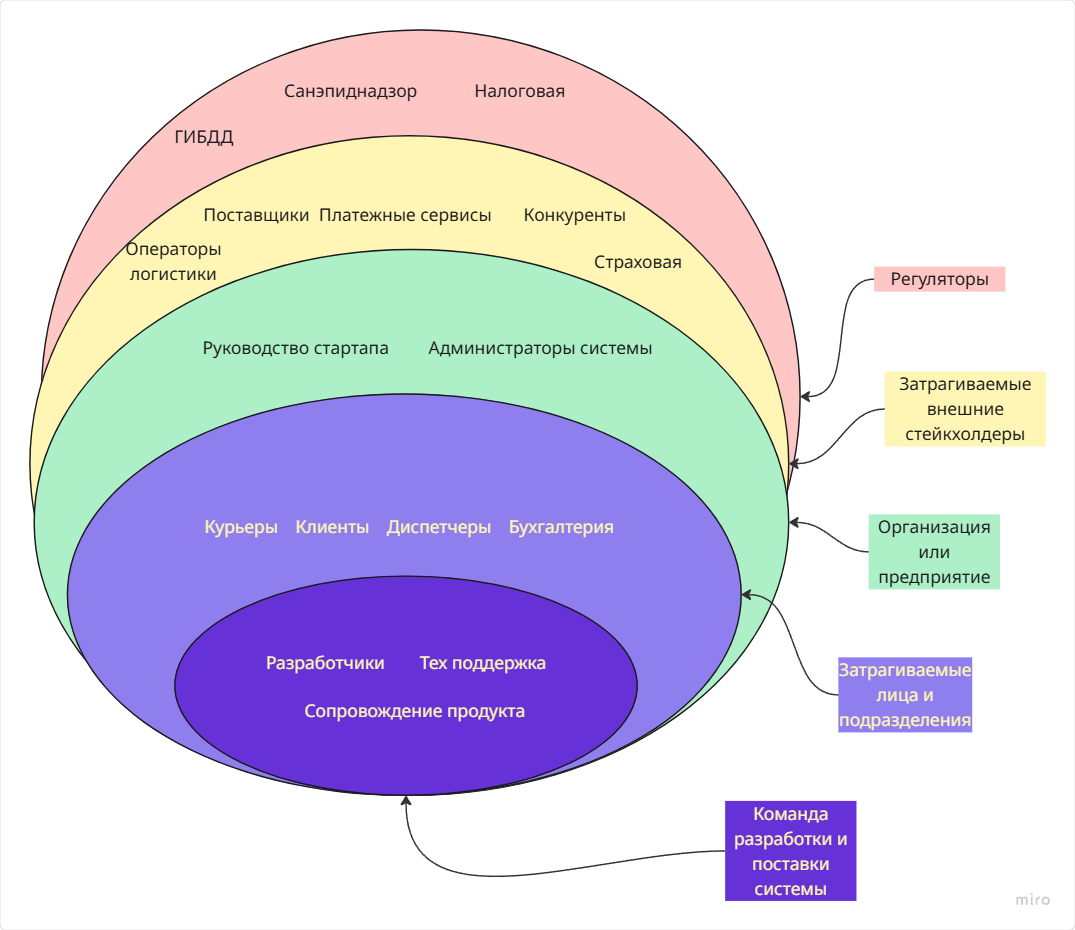 Санэпиднадзор Налоговая
ГИБДД
Поставщики Платежные сервисы Конкуренты
Операторы
логистики
Страховая
Руководство стартапа Администраторы системы
Курьеры Клиенты Диспетчеры Бухгалтерия
Разработчики Тех поддержка
Сопровождение продукта
Регуляторы
Затрагиваемые
внешние
стейкхолдеры
Организация
или
предприятие
Затрагиваемые
лица и
подразделения
Команда
разработки и
поставки
системы
miro